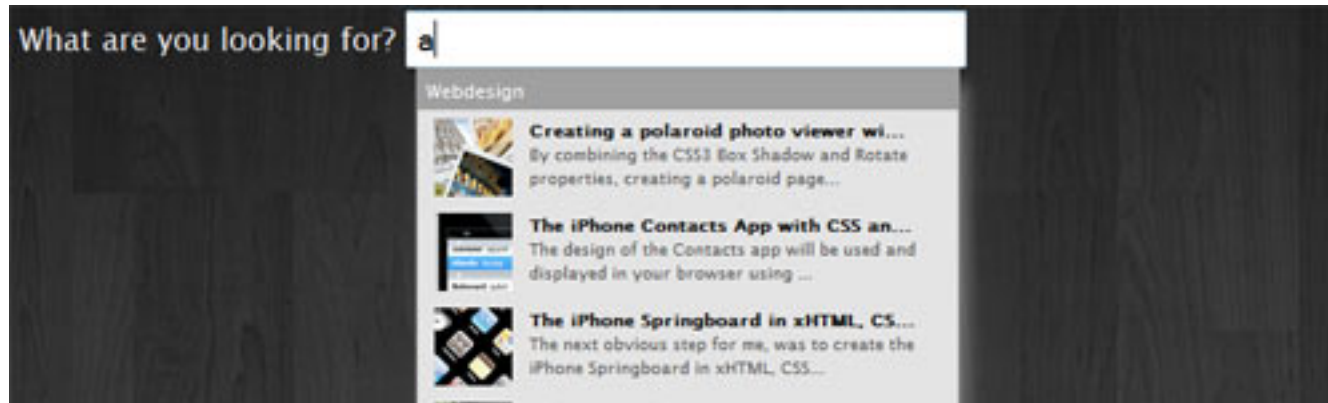 What are you looking for? a
Webdesign
Creating a polaroid photo viewer wi...
By combining the CSS3 Box Shadow and Rotate
properties, creating a polaroid page...
The iPhone Contacts App with CSS an...
The design of the Contacts app will be used and
displayed in your browser using ...
The iPhone Springboard in xHTML, CS...
The next obvious step for me, was to create the
iPhone Springboard in xHTML, CSS...